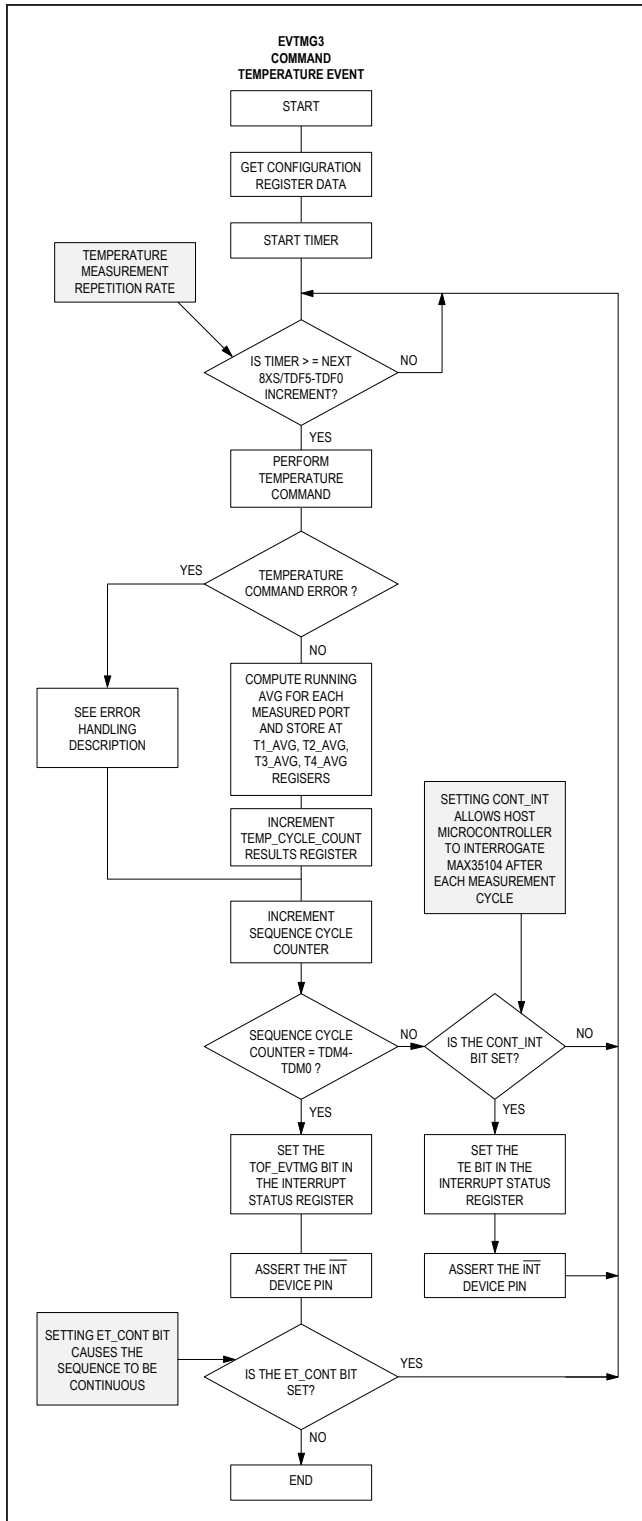 EVTMG3
COMMAND
TEMPERATURE EVENT
START
GET CONFIGURATION
REGISTER DATA
START TIMER
TEMPERATURE
MEASUREMENT
REPETITION RATE
IS TIMER > = NEXT
8XS/TDF5-TDF0
INCREMENT?
NO
YES
PERFORM
TEMPERATURE
COMMAND
YES
TEMPERATURE
COMMAND ERROR ?
NO
SEE ERROR
HANDLING
DESCRIPTION
COMPUTE RUNNING
AVG FOR EACH
MEASURED PORT
AND STORE AT
T1_AVG, T2_AVG,
T3_AVG, T4_AVG
REGISERS
INCREMENT
TEMP_CYCLE_COUNT
RESULTS REGISTER
SETTING CONT_INT
ALLOWS HOST
MICROCONTROLLER
TO INTERROGATE
MAX35104 AFTER
EACH MEASUREMENT
CYCLE
INCREMENT
SEQUENCE CYCLE
COUNTER
SEQUENCE CYCLE
COUNTER = TDM4-
TDM0 ?
NO
IS THE CONT_INT
BIT SET?
NO
YES
YES
SET THE
TOF_EVTMG BIT IN
THE INTERRUPT
STATUS REGISTER
SET THE
TE BIT IN THE
INTERRUPT STATUS
REGISTER
ASSERT THE INT
DEVICE PIN
ASSERT THE INT
DEVICE PIN
SETTING ET_CONT BIT
CAUSES THE
SEQUENCE TO BE
CONTINUOUS
IS THE ET_CONT BIT
SET?
YES
NO
END